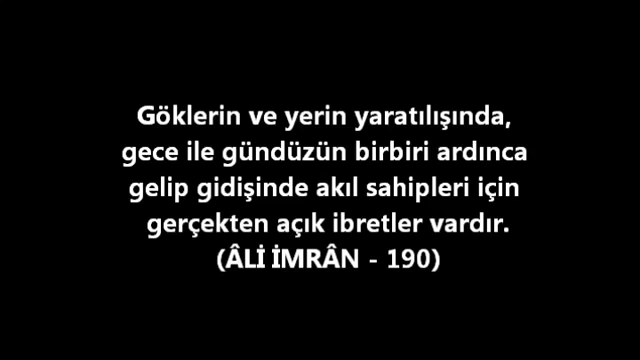 Göklerin ve yerin yaratılışında,
gece ile gündüzün birbiri ardınca
gelip gidişinde akıl sahipleri için
gerçekten açık ibretler vardır.
(ÂLİ İMRÂN - 190)